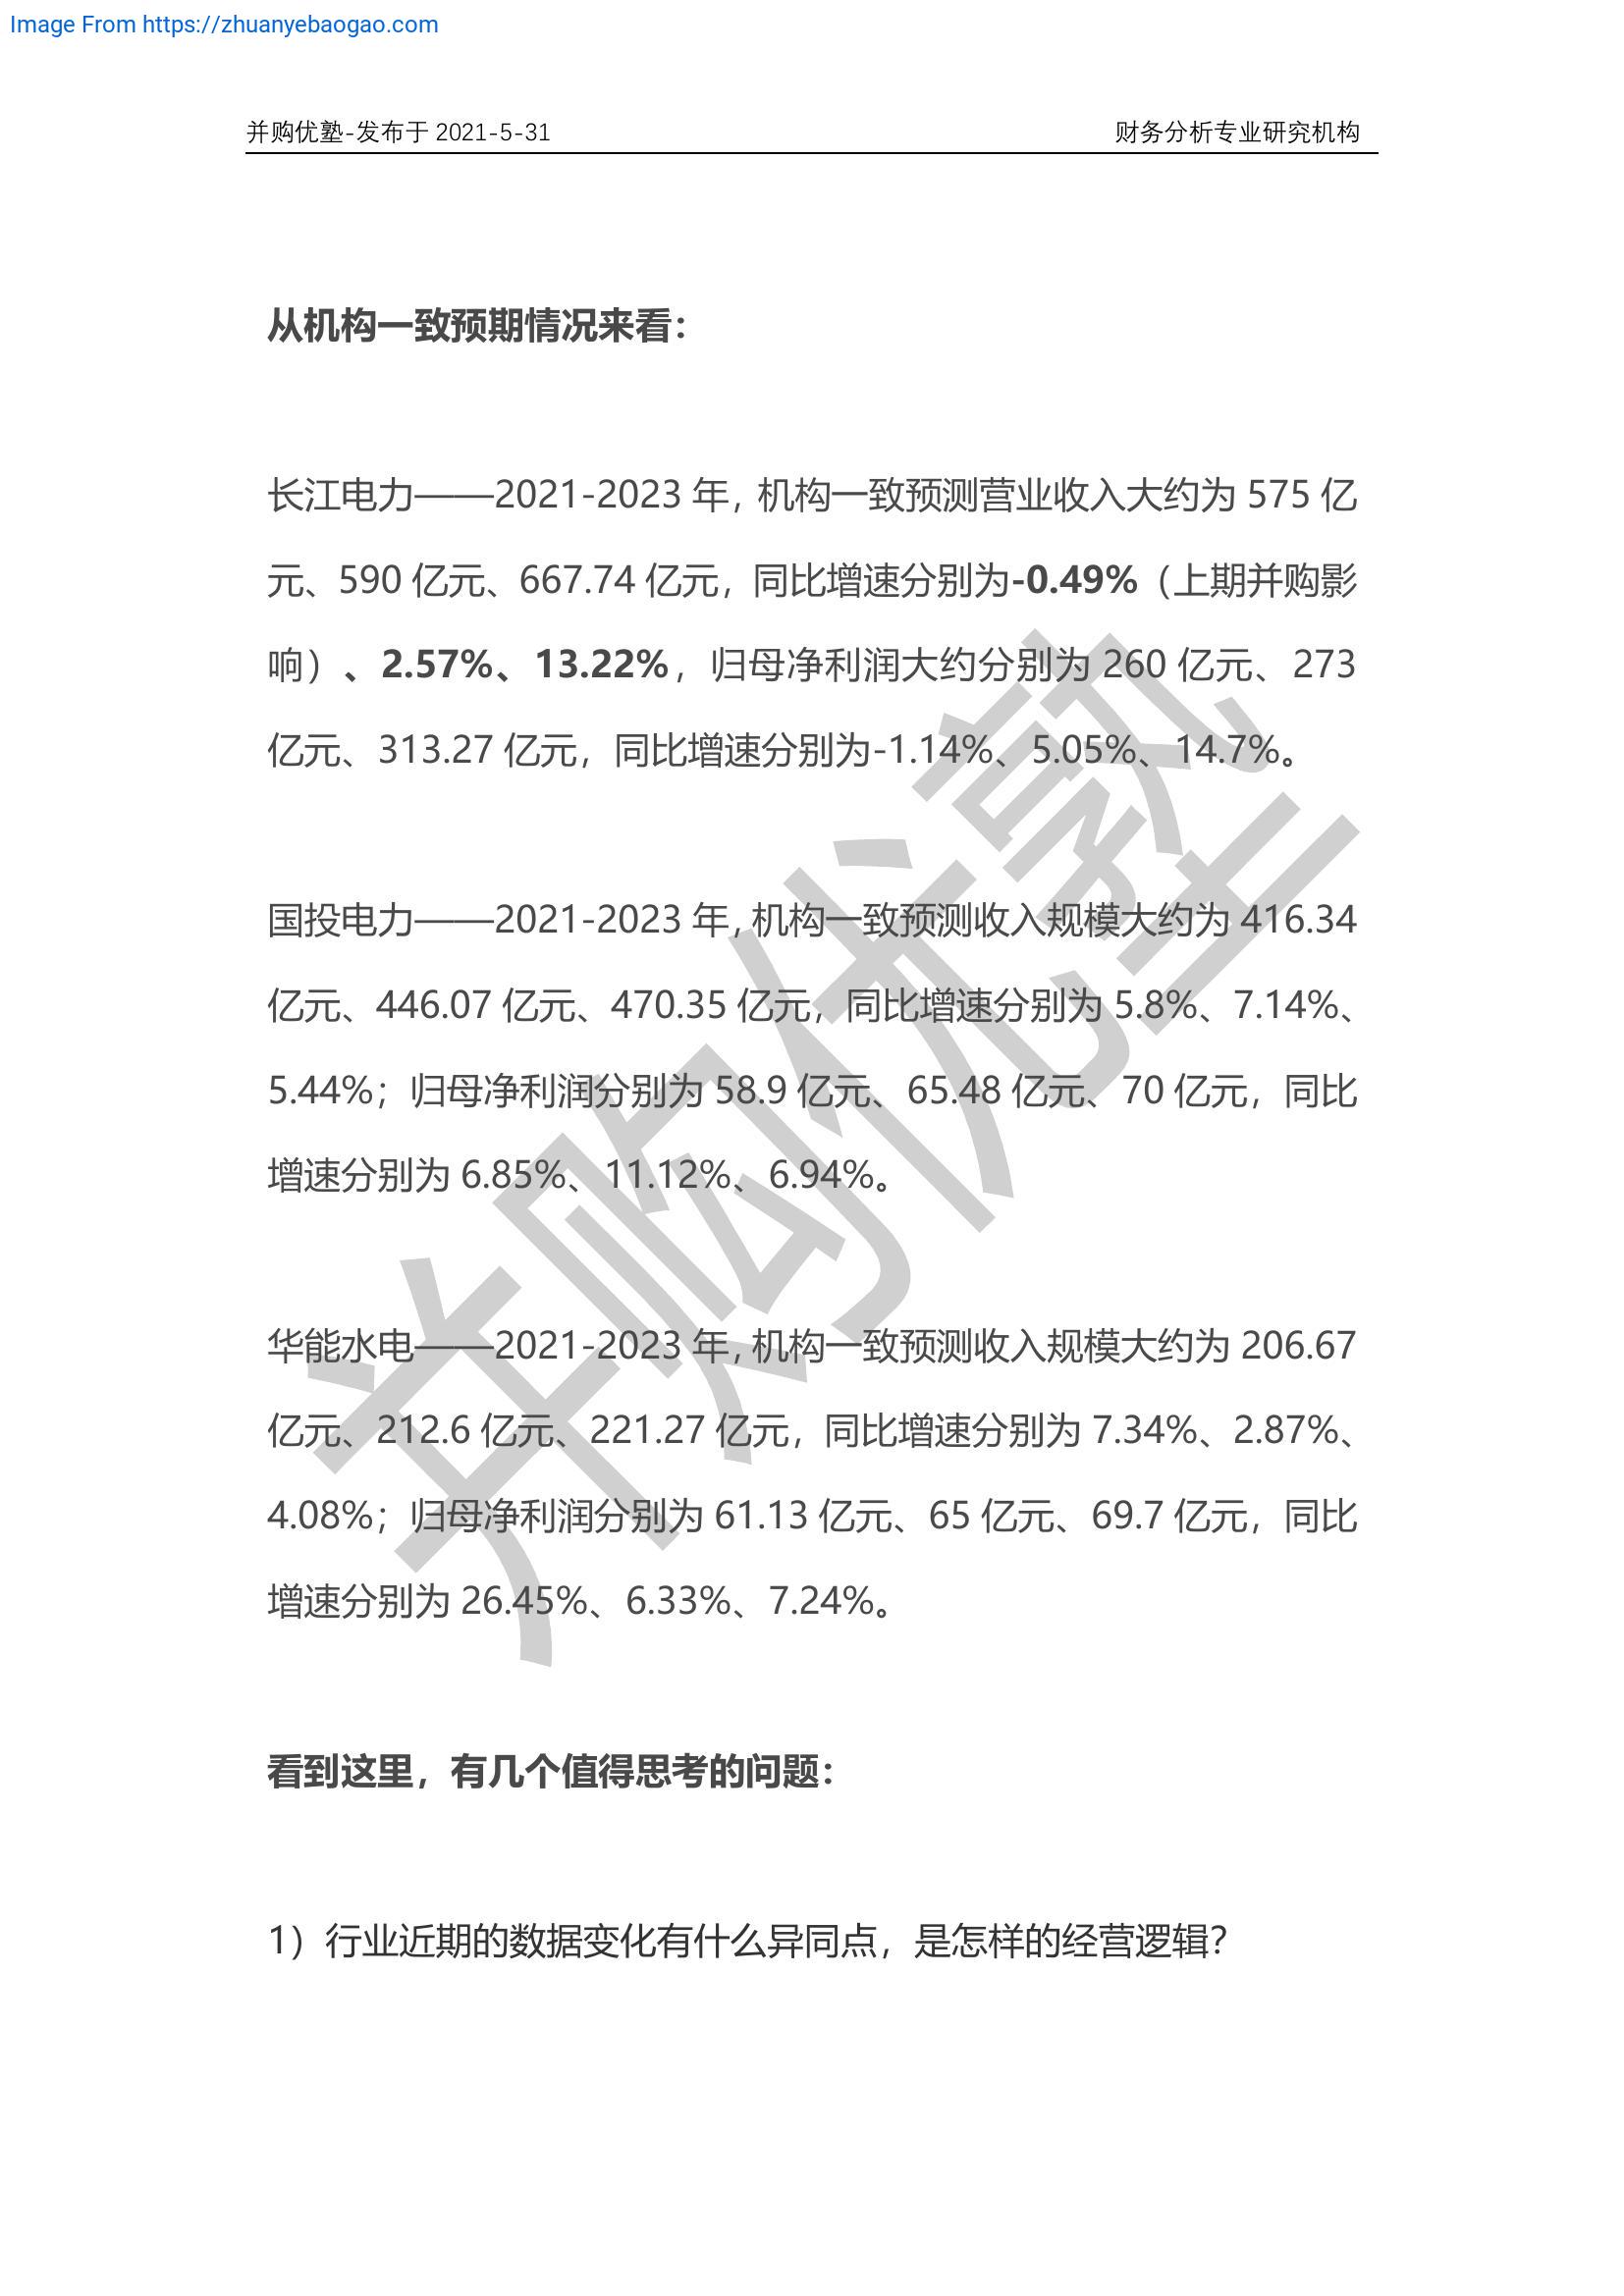 Image From https://zhuanyebaogao.com
并购优塾-发布于 2021-5-31 财务分析专业研究机构
从机构一致预期情况来看：
长江电力——2021-2023 年，机构一致预测营业收入大约为 575 亿
元、590 亿元、667.74 亿元，同比增速分别为-0.49%（上期并购影
响）、2.57%、13.22%，归母净利润大约分别为 260 亿元、273
亿元、313.27 亿元，同比增速分别为-1.14%、5.05%、14.7%。
国投电力——2021-2023 年，机构一致预测收入规模大约为 416.34
亿元、446.07 亿元、470.35 亿元，同比增速分别为 5.8%、7.14%、
5.44%；归母净利润分别为 58.9 亿元、65.48 亿元、70 亿元，同比
增速分别为 6.85%、11.12%、6.94%。
华能水电——2021-2023 年，机构一致预测收入规模大约为 206.67
亿元、212.6 亿元、221.27 亿元，同比增速分别为 7.34%、2.87%、
4.08%；归母净利润分别为 61.13 亿元、65 亿元、69.7 亿元，同比
增速分别为 26.45%、6.33%、7.24%。
看到这里，有几个值得思考的问题：
1）行业近期的数据变化有什么异同点，是怎样的经营逻辑？
并购优塾